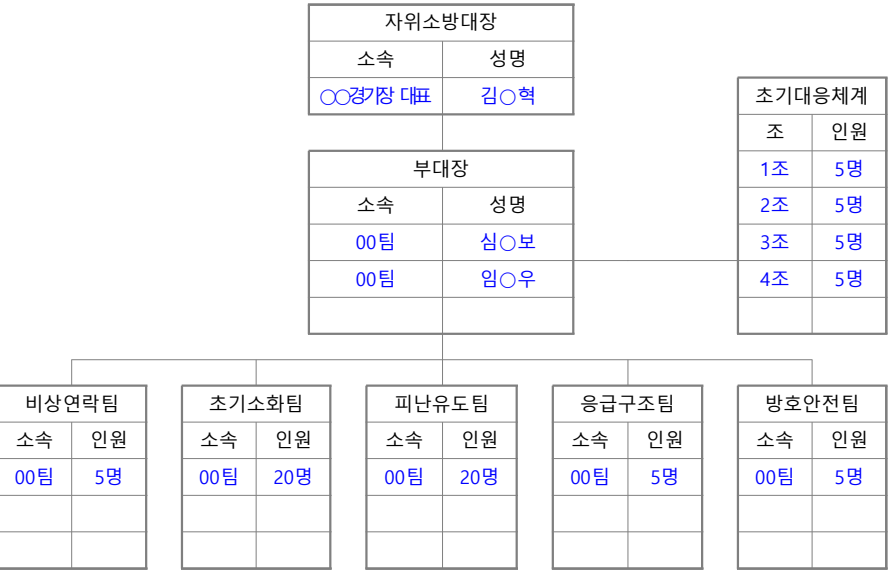 자위소방대장
소속 성명
○○경기장 대표 김○혁
초기대응체계
조 인원
1조 5명
2조 5명
3조 5명
4조 5명
부대장
소속 성명
00팀 심○보
00팀 임○우
비상연락팀
소속 인원
00팀 5명
초기소화팀
소속 인원
00팀 20명
피난유도팀
소속 인원
00팀 20명
응급구조팀
소속 인원
00팀 5명
방호안전팀
소속 인원
00팀 5명